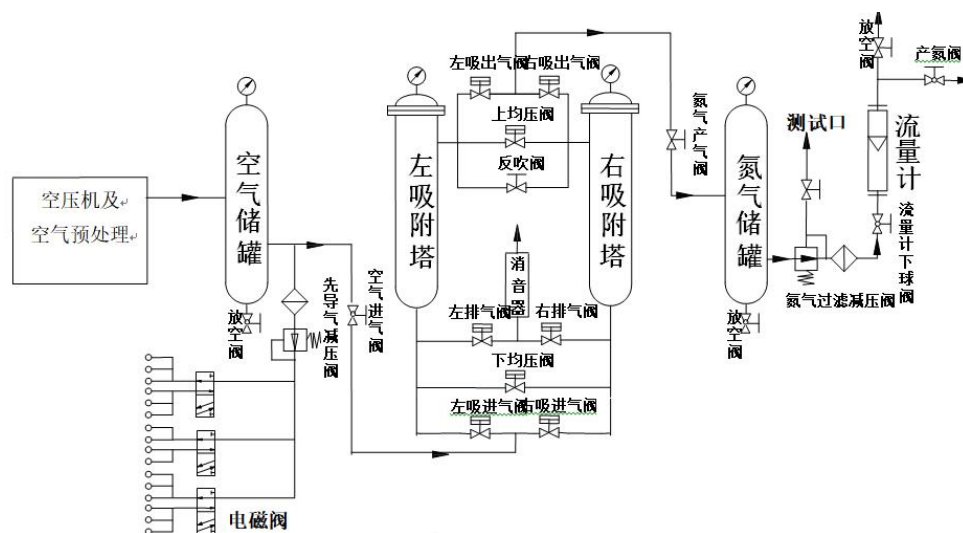 放空阀
产氮阀
左吸出气阀
右吸出气阀
上均压阀
反吹阀
氮气产气阀
测试口
流量计
空气储罐
左吸附塔
右吸附塔
氮气储罐
空压机及
空气预处理
流量计下球阀
消音器
空气进气阀
先导气减压阀
氮气过滤减压阀
放空阀
左排气阀
右排气阀
放空阀
下均压阀
左吸进气阀
右吸进气阀
电磁阀